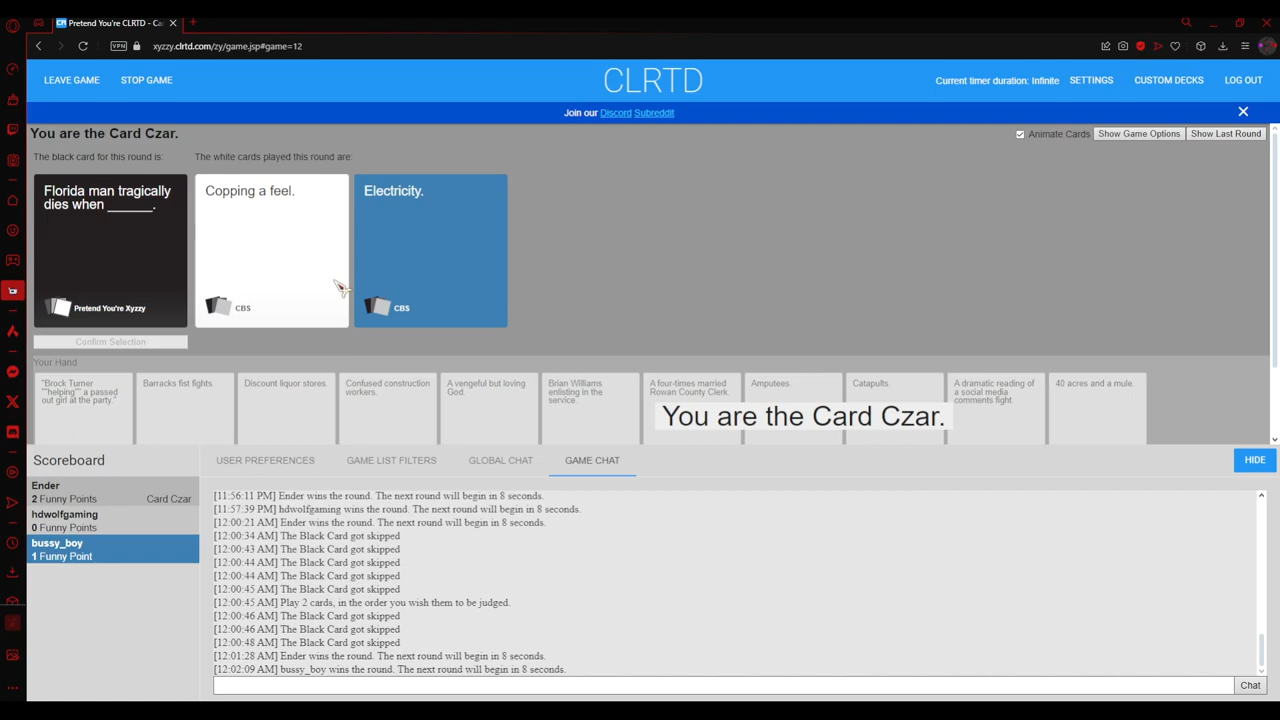 Pretend You're CLRTD - Ca
VPN
xyzzy.clrtd.com/zy/game.jsp#game=12
LEAVE GAME
STOP GAME
CLRTD
Current timer duration: Infinite
SETTINGS
CUSTOM DECKS
LOG OUT
Join our Discord Subreddit
You are the Card Czar.
Animate Cards
Show Game Options
Show Last Round
The black card for this round is:
The white cards played this round are:
Florida man tragically
dies when ______.
Pretend You're Xyzzy
Copping a feel.
CBS
Electricity.
CBS
Confirm Selection
Your Hand
"Brock Turner
""helping"" a passed
out girl at the party."
Barracks fist fights.
Discount liquor stores.
Confused construction
workers.
A vengeful but loving
God.
Brian Williams
enlisting in the
service.
A four-times married
Rowan County Clerk.
Amputees.
Catapults.
A dramatic reading of
a social media
comments fight.
40 acres and a mule.
You are the Card Czar.
Scoreboard
USER PREFERENCES
GAME LIST FILTERS
GLOBAL CHAT
GAME CHAT
HIDE
Ender
2 Funny Points
Card Czar
hdwolfgaming
0 Funny Points
bussy_boy
1 Funny Point
[11:56:11 PM] Ender wins the round. The next round will begin in 8 seconds.
[11:57:39 PM] hdwolfgaming wins the round. The next round will begin in 8 seconds.
[12:00:21 AM] Ender wins the round. The next round will begin in 8 seconds.
[12:00:34 AM] The Black Card got skipped
[12:00:43 AM] The Black Card got skipped
[12:00:44 AM] The Black Card got skipped
[12:00:44 AM] The Black Card got skipped
[12:00:45 AM] The Black Card got skipped
[12:00:45 AM] Play 2 cards, in the order you wish them to be judged.
[12:00:46 AM] The Black Card got skipped
[12:00:46 AM] The Black Card got skipped
[12:00:48 AM] The Black Card got skipped
[12:01:28 AM] Ender wins the round. The next round will begin in 8 seconds.
[12:02:09 AM] bussy_boy wins the round. The next round will begin in 8 seconds.
Chat